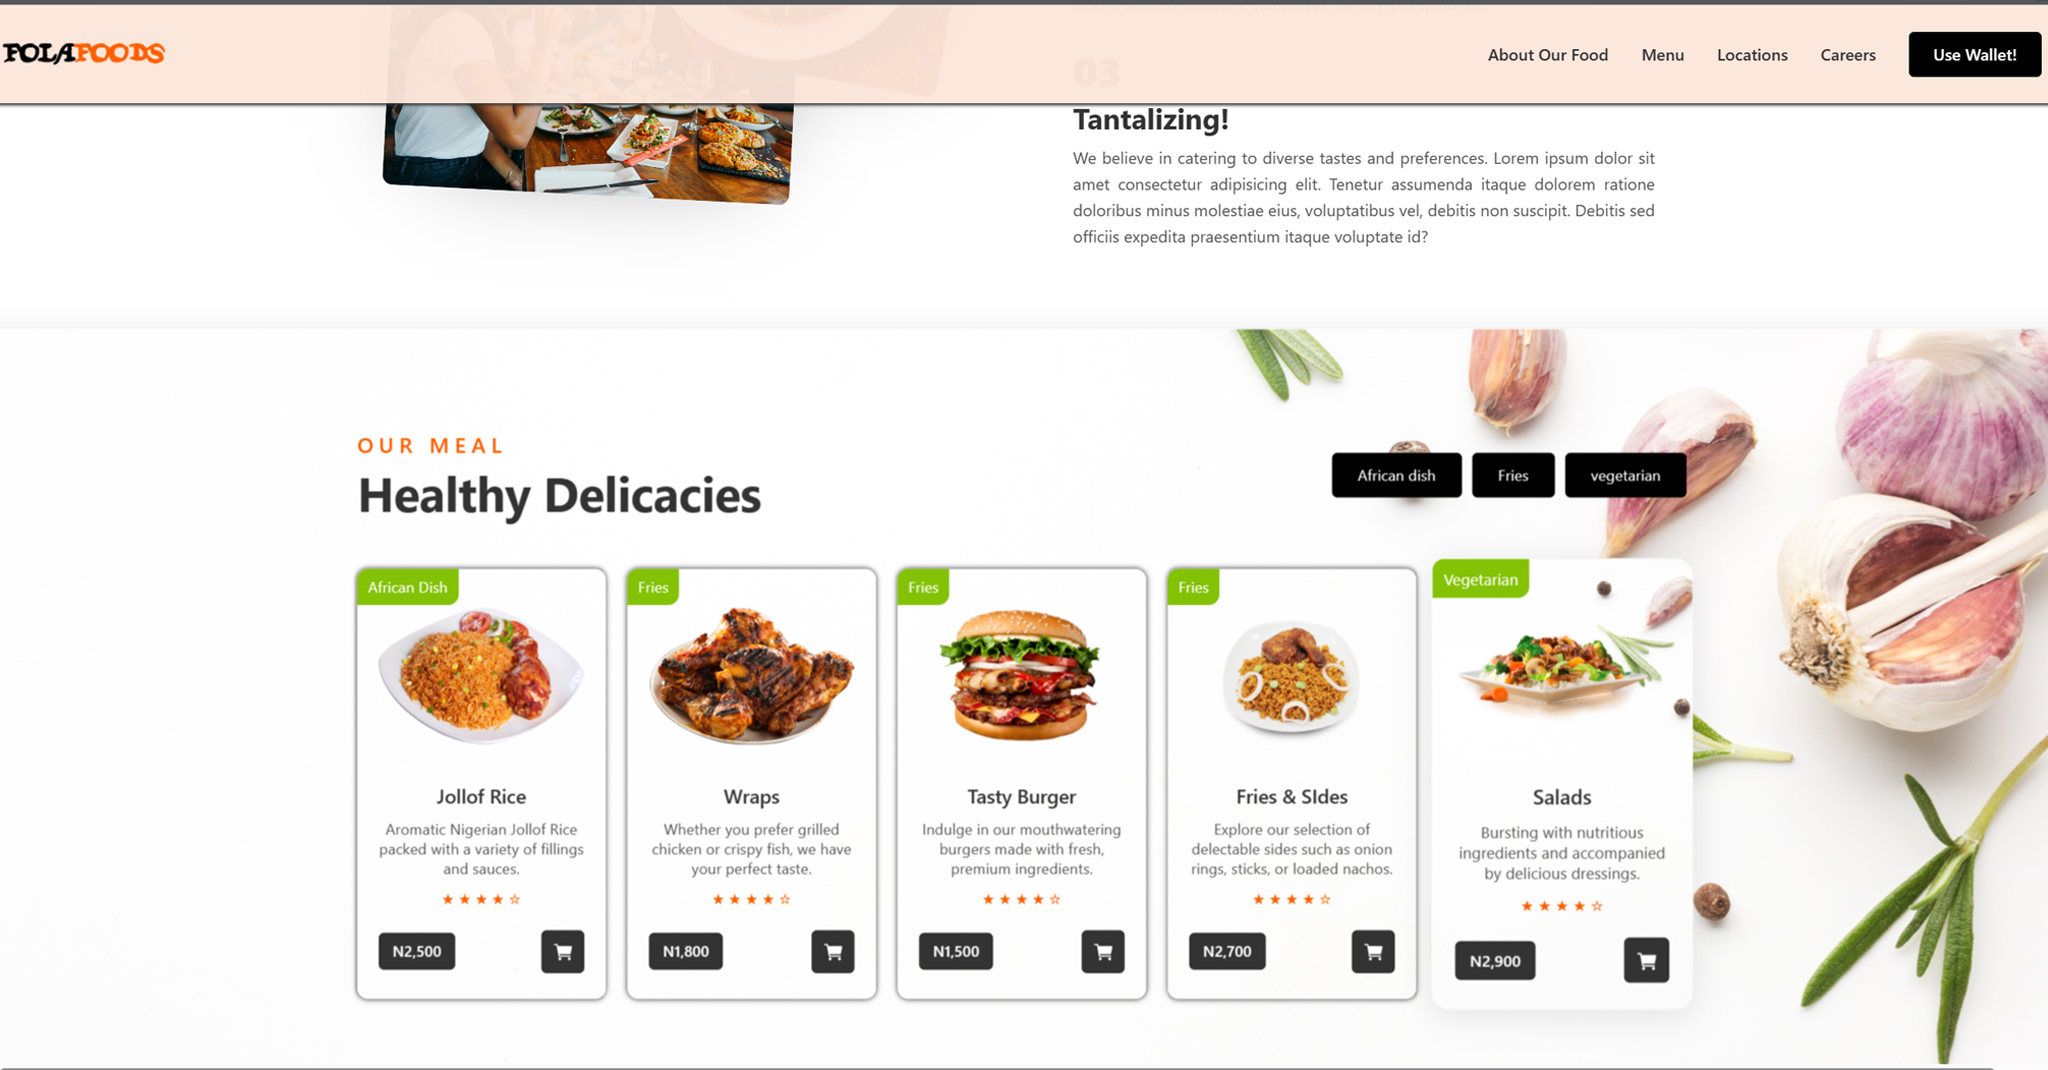 FOLAFOODS
About Our Food
Menu
Locations
Careers
Use Wallet!
03
Tantalizing!
We believe in catering to diverse tastes and preferences. Lorem ipsum dolor sit
amet consectetur adipisicing elit. Tenetur assumenda itaque dolorem ratione
doloribus minus molestiae eius, voluptatibus vel, debitis non suscipit. Debitis sed
officiis expedita praesentium itaque voluptate id?
OUR MEAL
Healthy Delicacies
African dish
Fries
vegetarian
African Dish
Jollof Rice
Aromatic Nigerian Jollof Rice
packed with a variety of fillings
and sauces.
★ ★ ★ ★ ☆
N2,500
Fries
Wraps
Whether you prefer grilled
chicken or crispy fish, we have
your perfect taste.
★ ★ ★ ★ ☆
N1,800
Fries
Tasty Burger
Indulge in our mouthwatering
burgers made with fresh,
premium ingredients.
★ ★ ★ ★ ☆
N1,500
Fries
Fries & SIdes
Explore our selection of
delectable sides such as onion
rings, sticks, or loaded nachos.
★ ★ ★ ★ ☆
N2,700
Vegetarian
Salads
Bursting with nutritious
ingredients and accompanied
by delicious dressings.
★ ★ ★ ★ ☆
N2,900